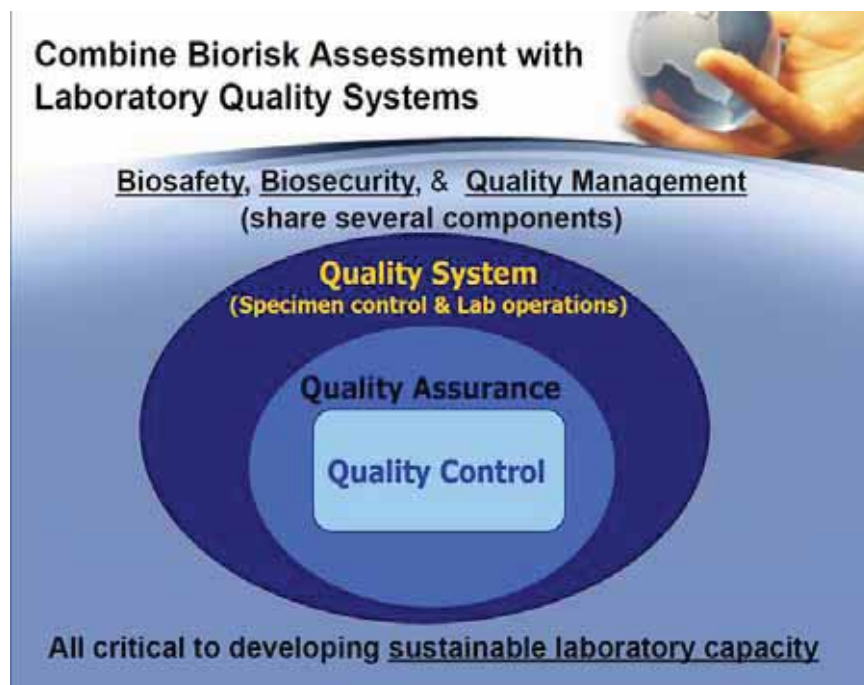 Combine Biorisk Assessment with
Laboratory Quality Systems
Biosafety, Biosecurity, & Quality Management
(share several components)
Quality System
(Specimen control & Lab operations)
Quality Assurance
Quality Control
All critical to developing sustainable laboratory capacity